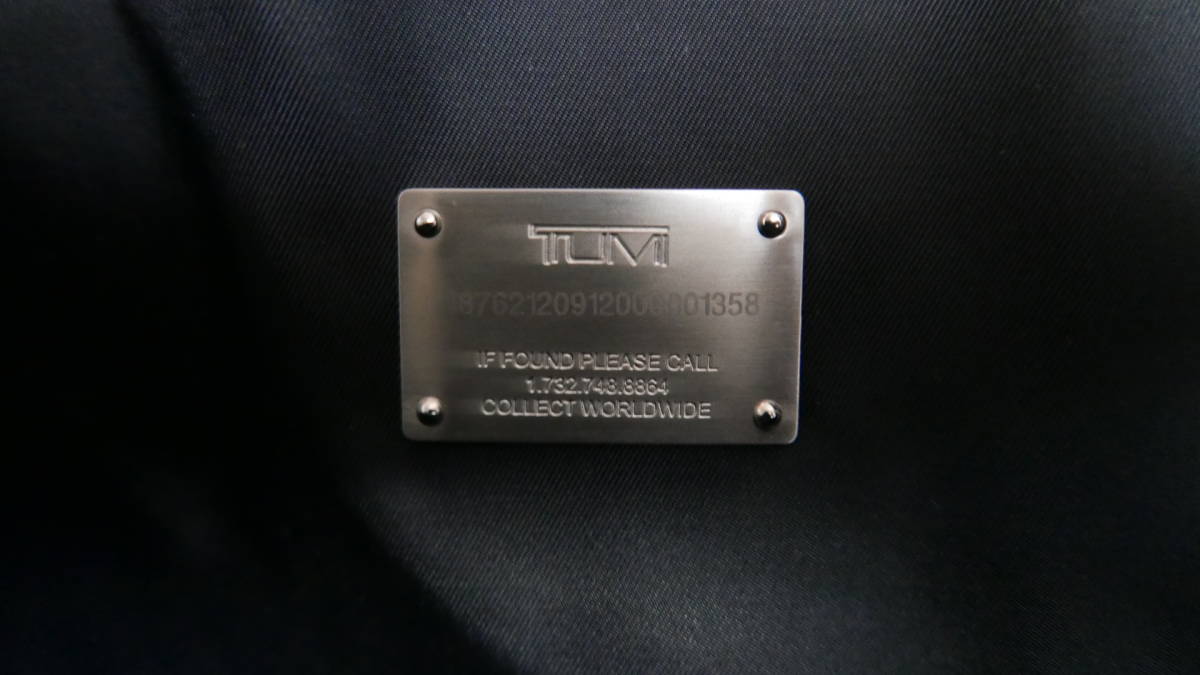 TUMI
IF FOUND PLEASE CALL
1.732.748.8864
COLLECT WORLDWIDE